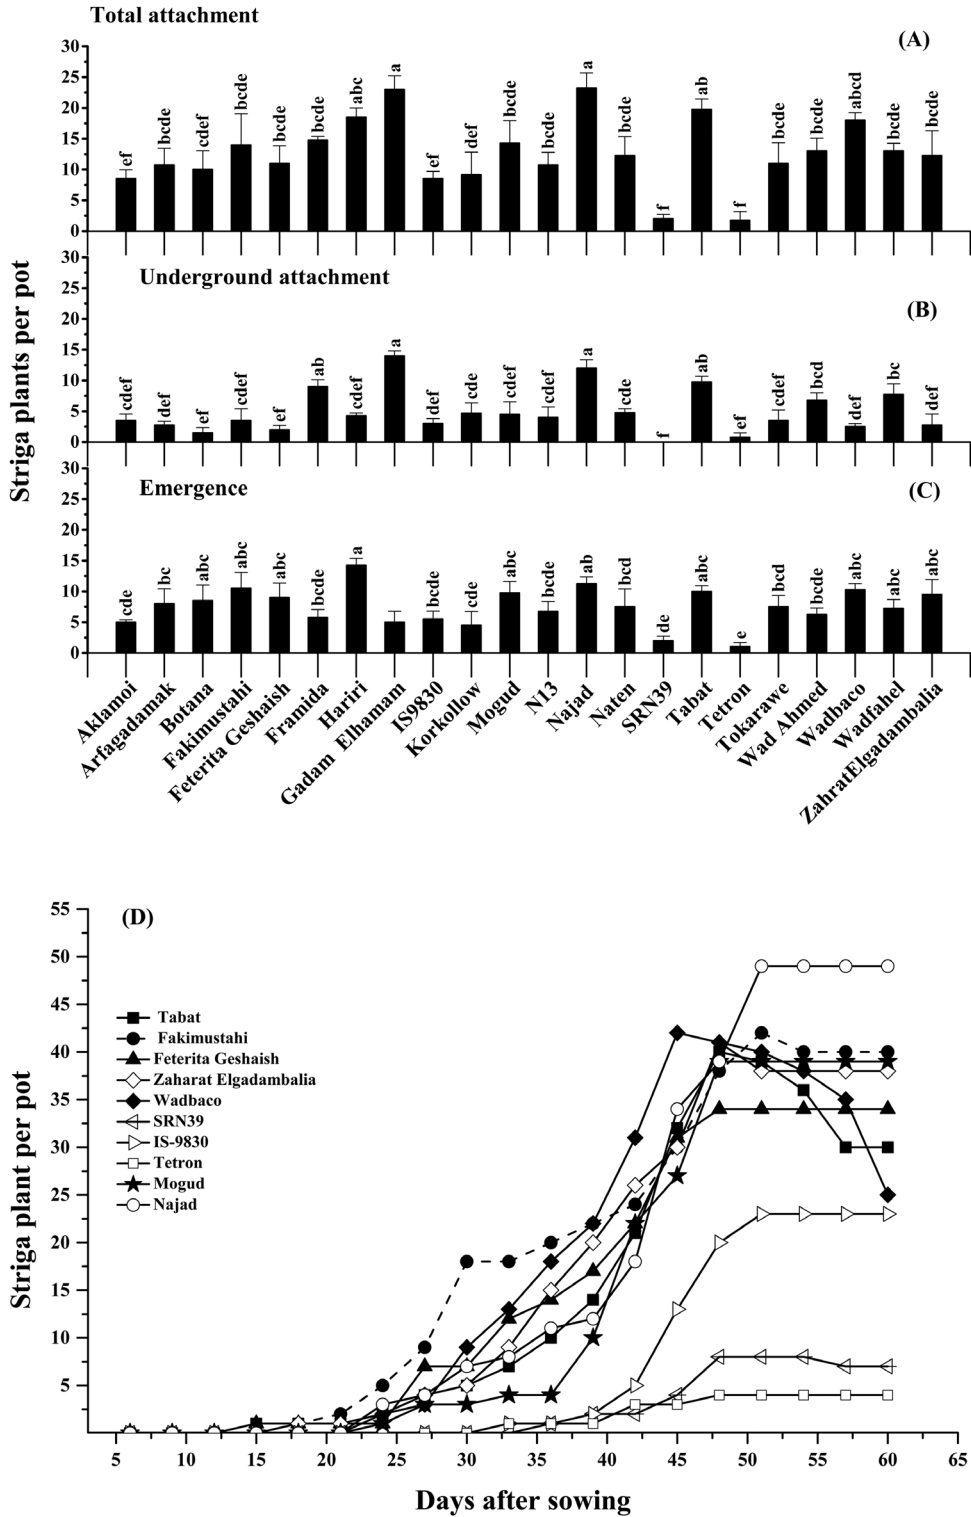 Total attachment
(A)
30
25
20
15
10
5
0
ef
bcde
cdef
bcde
bcde
bcde
abc
a
ef
def
bcde
bcde
a
bcde
f
ab
f
bcde
bcde
abcd
bcde
bcde
Underground attachment
(B)
30
25
20
15
10
5
0
cdef
def
ef
cdef
ef
ab
cdef
a
cdef
cde
cdef
cdef
a
cde
f
ab
ef
cdef
bcd
def
bc
def
Emergence
(C)
30
25
20
15
10
5
0
cde
bc
abc
abc
abc
bcde
a
bcde
cde
abc
bcde
ab
bcd
de
abc
e
bcd
bcde
abc
abc
abc
Striga plants per pot
Aklamoi
Arfagadamak
Botana
Fakimustahi
Feterita Geshaish
Framida
Hariri
Gadam Elhamam
IS9830
Korkollow
Mogud
N13
Najad
Naten
SRN39
Tabat
Tetron
Tokarawe
Wad Ahmed
Wadbaco
Wadfahel
ZahratElgadambalia
(D)
55
50
45
40
35
30
25
20
15
10
5
Striga plant per pot
Tabat
Fakimustahi
Feterita Geshaish
Zaharat Elgadambalia
Wadbaco
SRN39
IS-9830
Tetron
Mogud
Najad
5 10 15 20 25 30 35 40 45 50 55 60 65
Days after sowing